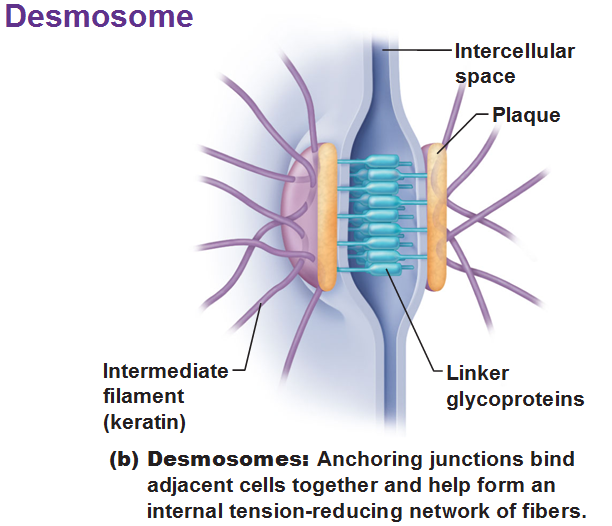 Desmosome
Intercellular
space
Plaque
Intermediate
filament
(keratin)
Linker
glycoproteins
(b) Desmosomes: Anchoring junctions bind
adjacent cells together and help form an
internal tension-reducing network of fibers.